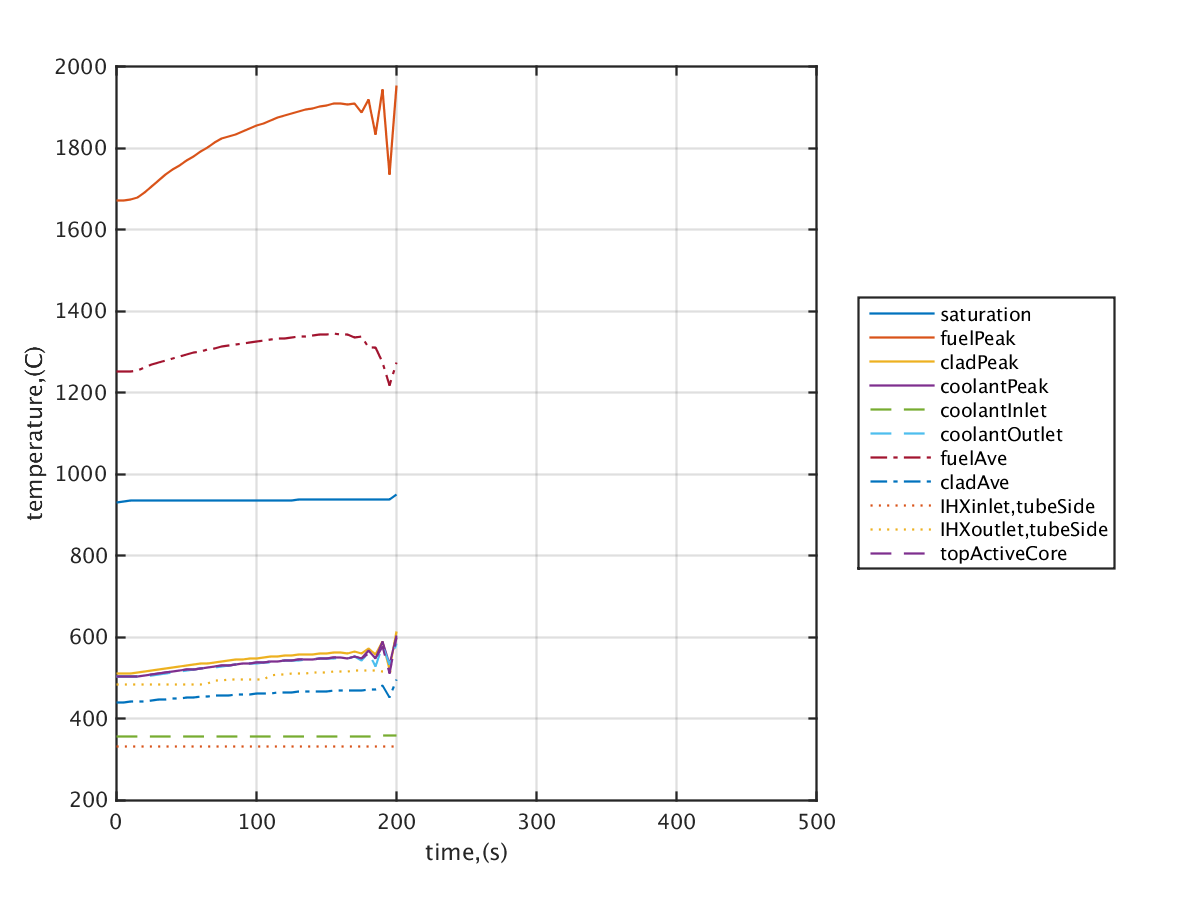 2000
1800
1600
1400
1200
1000
800
600
400
200
temperature,(C)
0 100 200 300 400 500
time,(s)
saturation
fuelPeak
cladPeak
coolantPeak
coolantInlet
coolantOutlet
fuelAve
cladAve
IHXinlet,tubeSide
IHXoutlet,tubeSide
topActiveCore